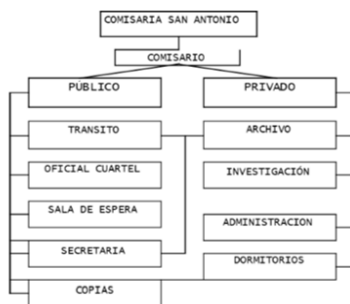 COMISARIA SAN ANTONIO
COMISARIO
PÚBLICO
PRIVADO
TRANSITO
ARCHIVO
OFICIAL CUARTEL
INVESTIGACIÓN
SALA DE ESPERA
ADMINISTRACION
SECRETARIA
DORMITORIOS
COPIAS